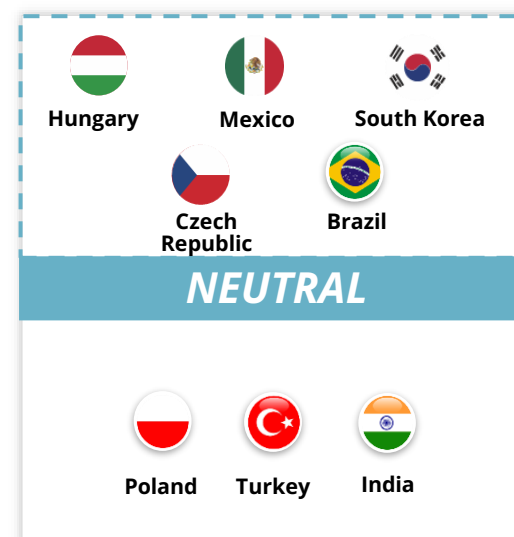 Hungary
Mexico
South Korea
Czech
Republic
Brazil
NEUTRAL
Poland
Turkey
India